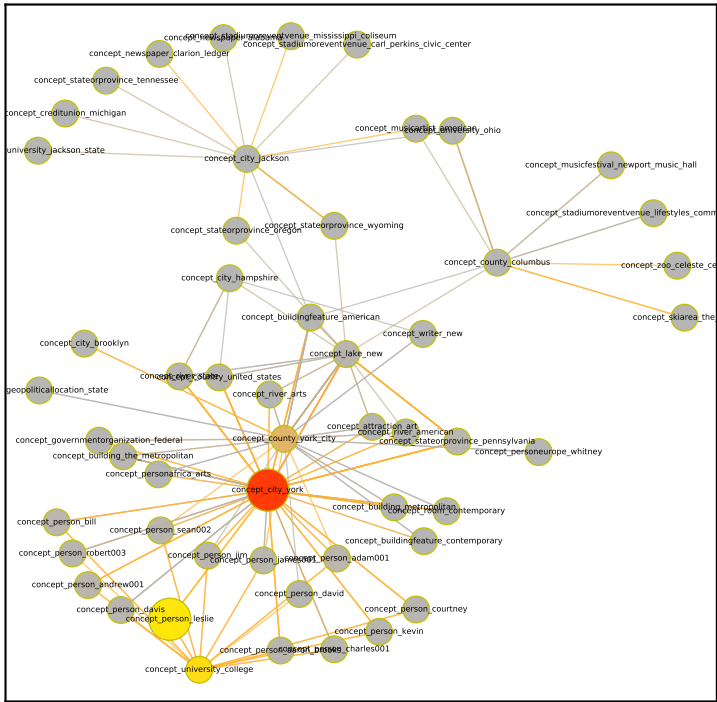 concept_stadiumoreventvenue_mississippi_coliseum
concept_newspaper_alabama
concept_stadiumoreventvenue_carl_perkins_civic_center
concept_newspaper_clarion_ledger
concept_stateorprovince_tennessee
concept_creditunion_michigan
university_jackson_state
concept_city_jackson
concept_musicartist_american
concept_university_ohio
concept_musicfestival_newport_music_hall
concept_stadiumoreventvenue_lifestyles_comm
concept_stateorprovince_oregon
concept_stateorprovince_wyoming
concept_county_columbus
concept_zoo_celeste_ce
concept_city_hampshire
concept_buildingfeature_american
concept_skiarea_the
concept_writer_new
concept_city_brooklyn
concept_lake_new
concept_river_state
concept_county_united_states
geopoliticallocation_state
concept_river_arts
concept_attraction_art
concept_river_american
concept_governmentorganization_federal
concept_county_york_city
concept_stateorprovince_pennsylvania
concept_building_the_metropolitan
concept_personeurope_whitney
concept_personafrica_arts
concept_city_york
concept_building_metropolitan
concept_room_contemporary
concept_person_bill
concept_person_sean002
concept_buildingfeature_contemporary
concept_person_robert003
concept_person_jim
concept_person_james001
concept_person_adam001
concept_person_andrew001
concept_person_david
concept_person_davis
concept_person_leslie
concept_person_courtney
concept_person_kevin
concept_person_charles001
concept_university_college